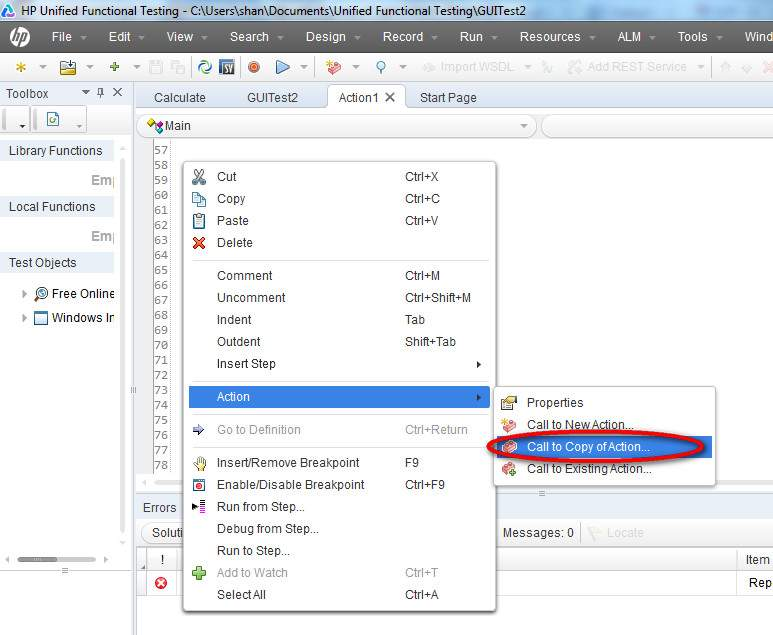 HP Unified Functional Testing - C:\Users\shan\Documents\Unified Functional Testing\GUITest2
hp File Edit View Search Design Record Run Resources ALM Tools Wind
Import WSDL Add REST Service
Toolbox
Calculate GUITest2 Action1 Start Page
Main
Library Functions
Emp
Local Functions
Emp
Test Objects
Free Online
Windows In
57
58
59
60
61
62
63
64
65
66
67
68
69
70
71
72
73
74
75
76
77
78
Cut Ctrl+X
Copy Ctrl+C
Paste Ctrl+V
Delete
Comment Ctrl+M
Uncomment Ctrl+Shift+M
Indent Tab
Outdent Shift+Tab
Insert Step
Action
Go to Definition Ctrl+Return
Insert/Remove Breakpoint F9
Enable/Disable Breakpoint Ctrl+F9
Run from Step...
Debug from Step...
Run to Step...
Add to Watch Ctrl+T
Select All Ctrl+A
Properties
Call to New Action...
Call to Copy of Action...
Call to Existing Action...
Errors
Soluti Messages: 0 Locate
! Item
Rep